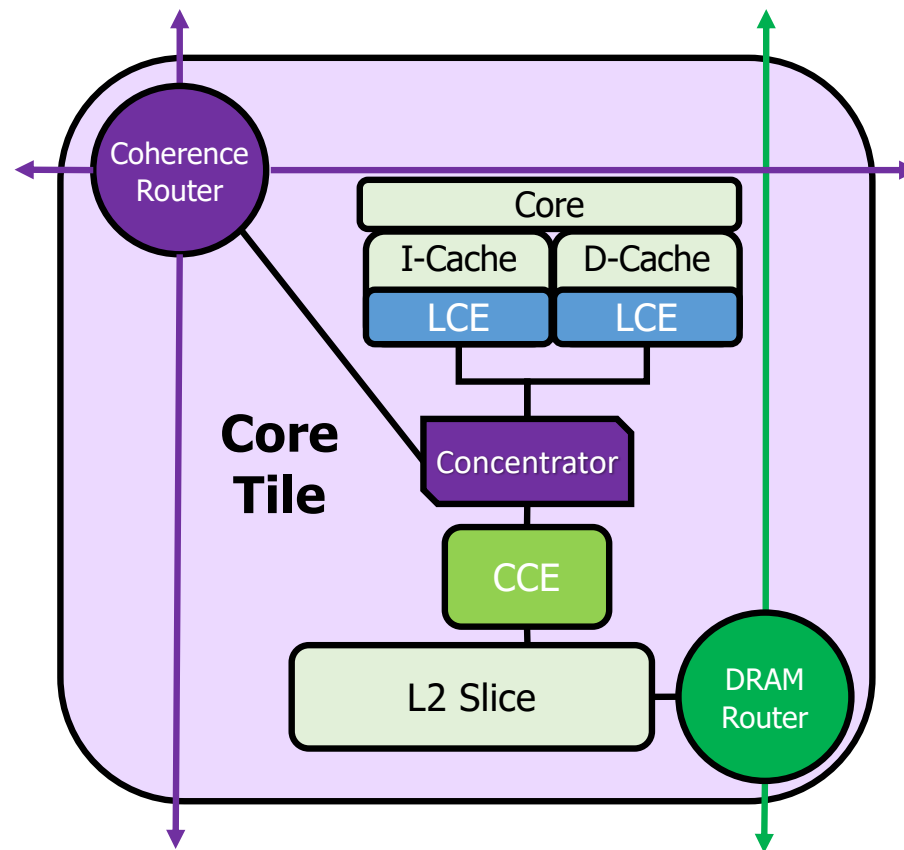 Coherence
Router
Core
I-Cache
D-Cache
LCE
LCE
Core
Tile
Concentrator
CCE
L2 Slice
DRAM
Router